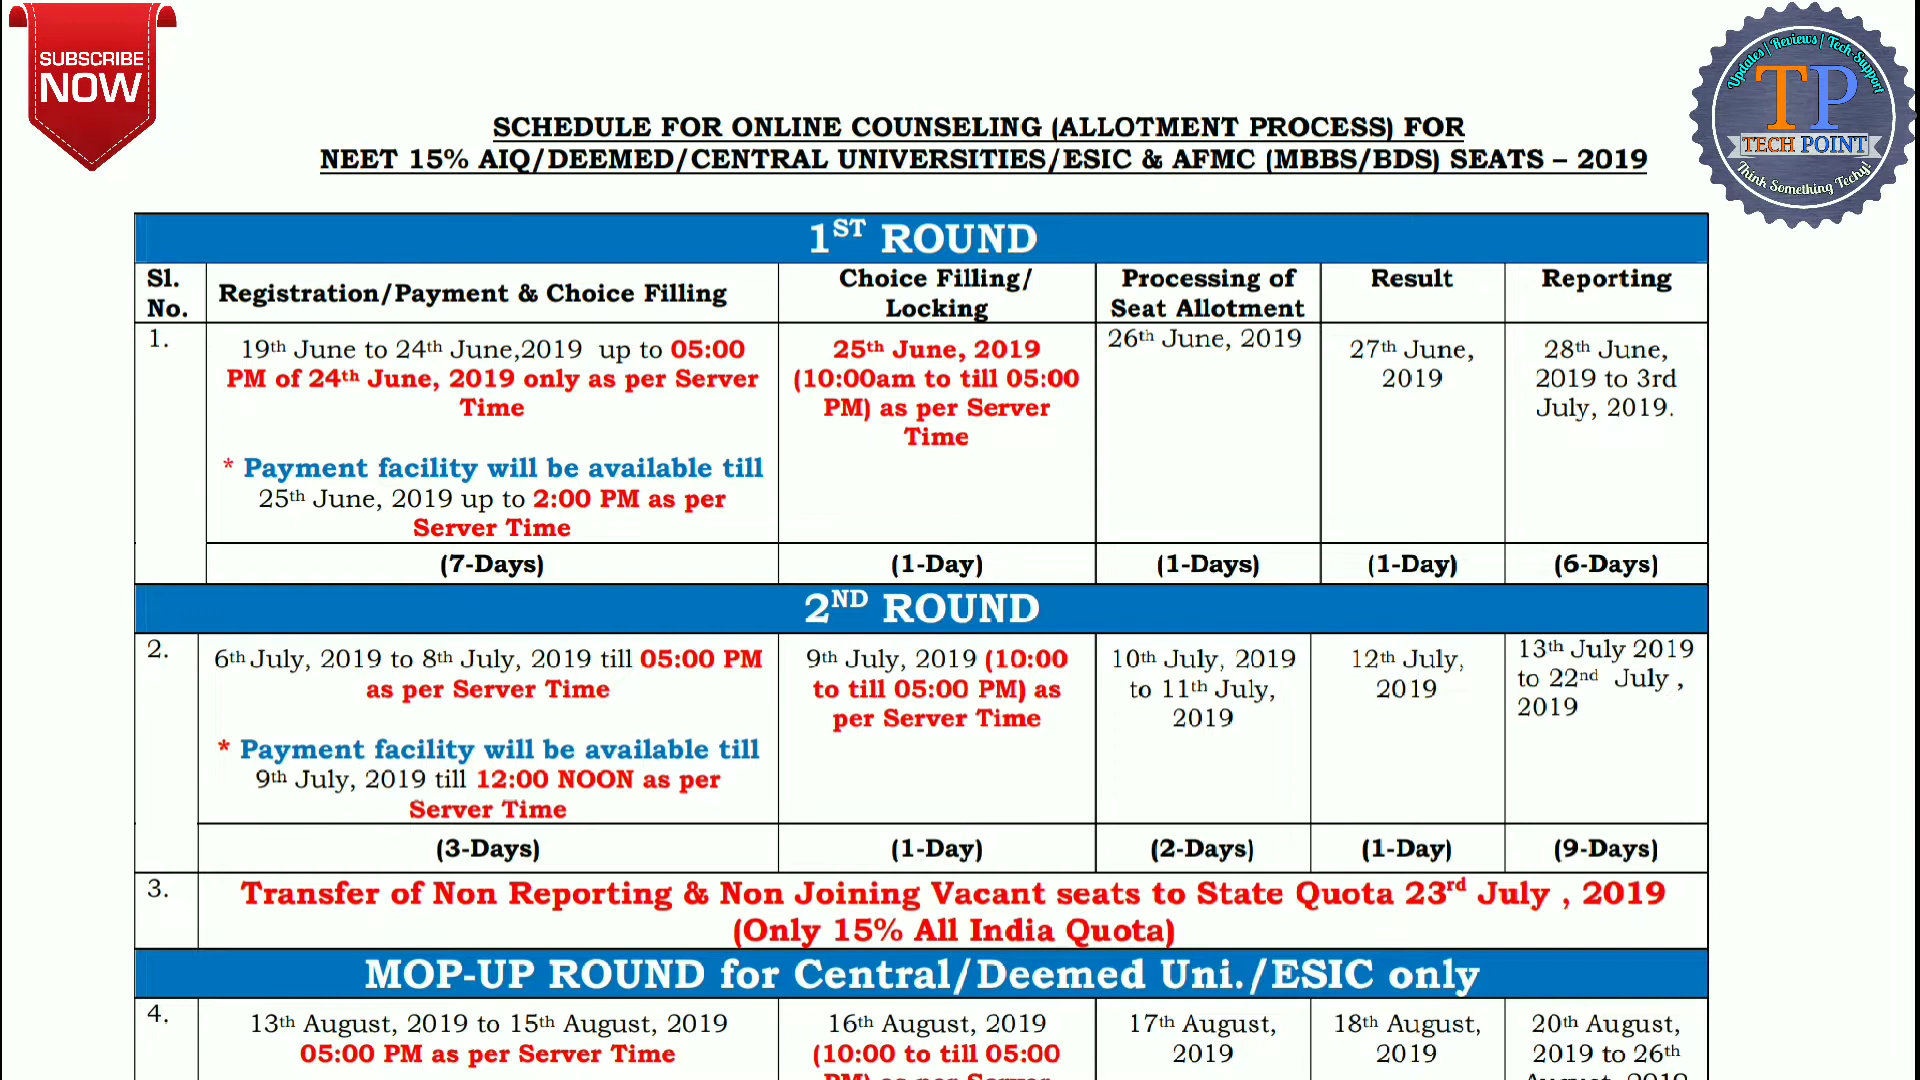 SUBSCRIBE
NOW
Updates | Reviews | Tech-Support
TP
TECH POINT
Think Something Techy!
SCHEDULE FOR ONLINE COUNSELING (ALLOTMENT PROCESS) FOR
NEET 15% AIQ/DEEMED/CENTRAL UNIVERSITIES/ESIC & AFMC (MBBS/BDS) SEATS – 2019
1ST ROUND
Sl.
No.
Registration/Payment & Choice Filling
Choice Filling/
Locking
Processing of
Seat Allotment
Result
Reporting
1.
19th June to 24th June,2019 up to 05:00
PM of 24th June, 2019 only as per Server
Time
* Payment facility will be available till
25th June, 2019 up to 2:00 PM as per
Server Time
25th June, 2019
(10:00am to till 05:00
PM) as per Server
Time
26th June, 2019
27th June,
2019
28th June,
2019 to 3rd
July, 2019.
(7-Days)
(1-Day)
(1-Days)
(1-Day)
(6-Days)
2ND ROUND
2.
6th July, 2019 to 8th July, 2019 till 05:00 PM
as per Server Time
* Payment facility will be available till
9th July, 2019 till 12:00 NOON as per
Server Time
9th July, 2019 (10:00
to till 05:00 PM) as
per Server Time
10th July, 2019
to 11th July,
2019
12th July,
2019
13th July 2019
to 22nd July ,
2019
(3-Days)
(1-Day)
(2-Days)
(1-Day)
(9-Days)
3.
Transfer of Non Reporting & Non Joining Vacant seats to State Quota 23rd July , 2019
(Only 15% All India Quota)
MOP-UP ROUND for Central/Deemed Uni./ESIC only
4.
13th August, 2019 to 15th August, 2019
05:00 PM as per Server Time
16th August, 2019
(10:00 to till 05:00
PM) as per Server
17th August,
2019
18th August,
2019
20th August,
2019 to 26th
August, 2019